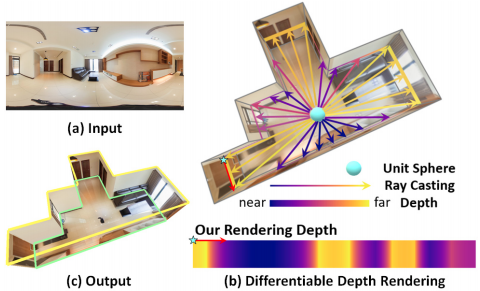 (a) Input
Unit Sphere
Ray Casting
near far Depth
Our Rendering Depth
(c) Output
(b) Differentiable Depth Rendering